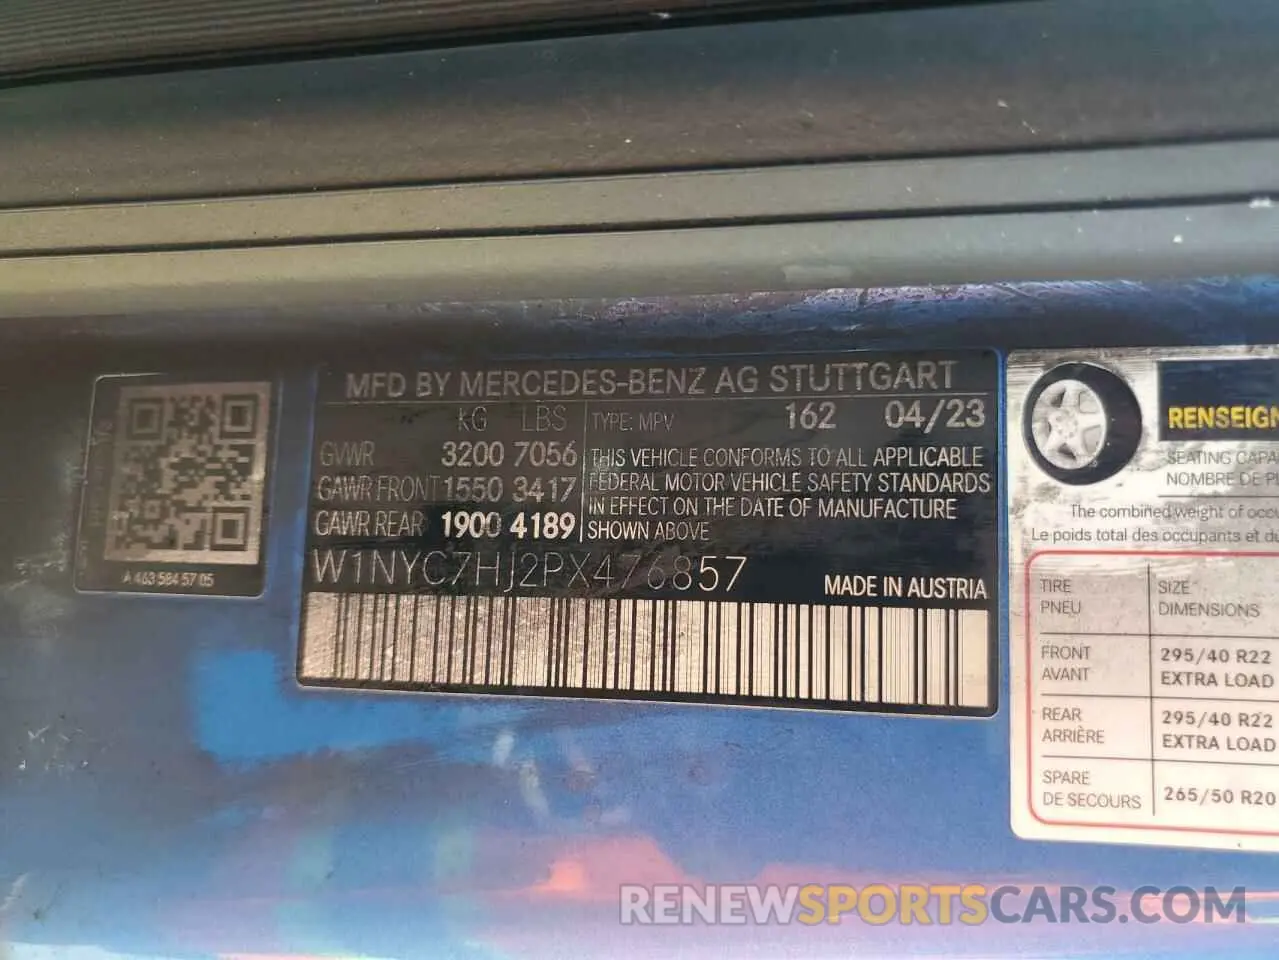 MFD BY MERCEDES-BENZ AG STUTTGART
KG LBS TYPE: MPV 162 04/23
GVWR 3200 7056
GAWR FRONT 1550 3417
GAWR REAR 1900 4189
THIS VEHICLE CONFORMS TO ALL APPLICABLE
FEDERAL MOTOR VEHICLE SAFETY STANDARDS
IN EFFECT ON THE DATE OF MANUFACTURE
SHOWN ABOVE
W1NYC7HJ2PX476857
MADE IN AUSTRIA
A 463 584 57 05
RENSEIGN
SEATING CAPA
NOMBRE DE P
The combined weight of occ
Le poids total des occupants et du
TIRE SIZE
PNEU DIMENSIONS
FRONT 295/40 R22
AVANT EXTRA LOAD
REAR 295/40 R22
ARRIÈRE EXTRA LOAD
SPARE 265/50 R20
DE SECOURS
RENEWSPORTSCARS.COM